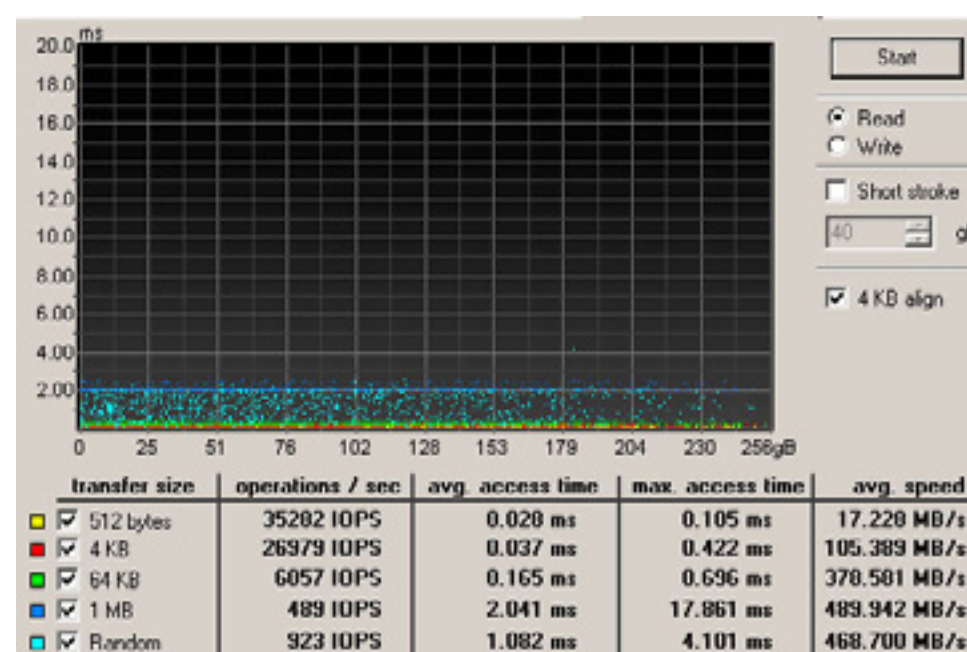 ms
20.0
Start
18.0
16.0
Read
Write
14.0
12.0
Short stroke
10.0
40 g
8.00
4 KB align
6.00
4.00
2.00
0 25 51 76 102 128 153 179 204 230 256gB
transfer size operations / sec avg. access time max. access time avg. speed
512 bytes 35282 IOPS 0.028 ms 0.105 ms 17.228 MB/s
4 KB 26979 IOPS 0.037 ms 0.422 ms 105.389 MB/s
64 KB 6057 IOPS 0.165 ms 0.696 ms 378.581 MB/s
1 MB 489 IOPS 2.041 ms 17.861 ms 489.942 MB/s
Random 923 IOPS 1.082 ms 4.101 ms 468.700 MB/s